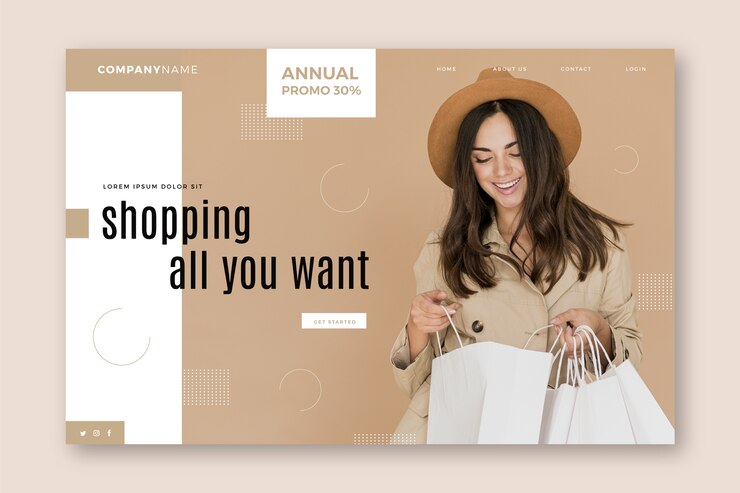 COMPANYNAME
ANNUAL
PROMO 30%
HOME
ABOUT US
CONTACT
LOGIN
LOREM IPSUM DOLOR SIT
shopping
all you want
GET STARTED